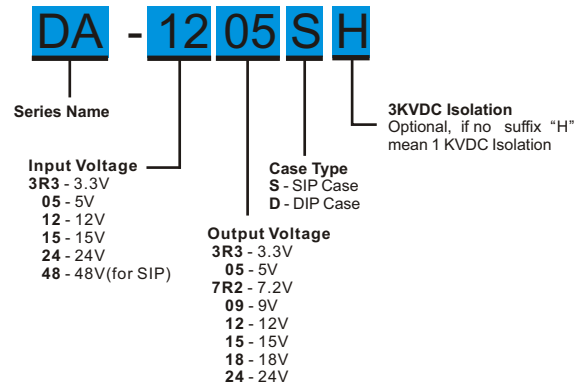 DA - 12 05 S H
Series Name
3KVDC Isolation
Optional, if no suffix “H”
mean 1 KVDC Isolation
Input Voltage
3R3 - 3.3V
05 - 5V
12 - 12V
15 - 15V
24 - 24V
48 - 48V(for SIP)
Case Type
S - SIP Case
D - DIP Case
Output Voltage
3R3 - 3.3V
05 - 5V
7R2 - 7.2V
09 - 9V
12 - 12V
15 - 15V
18 - 18V
24 - 24V